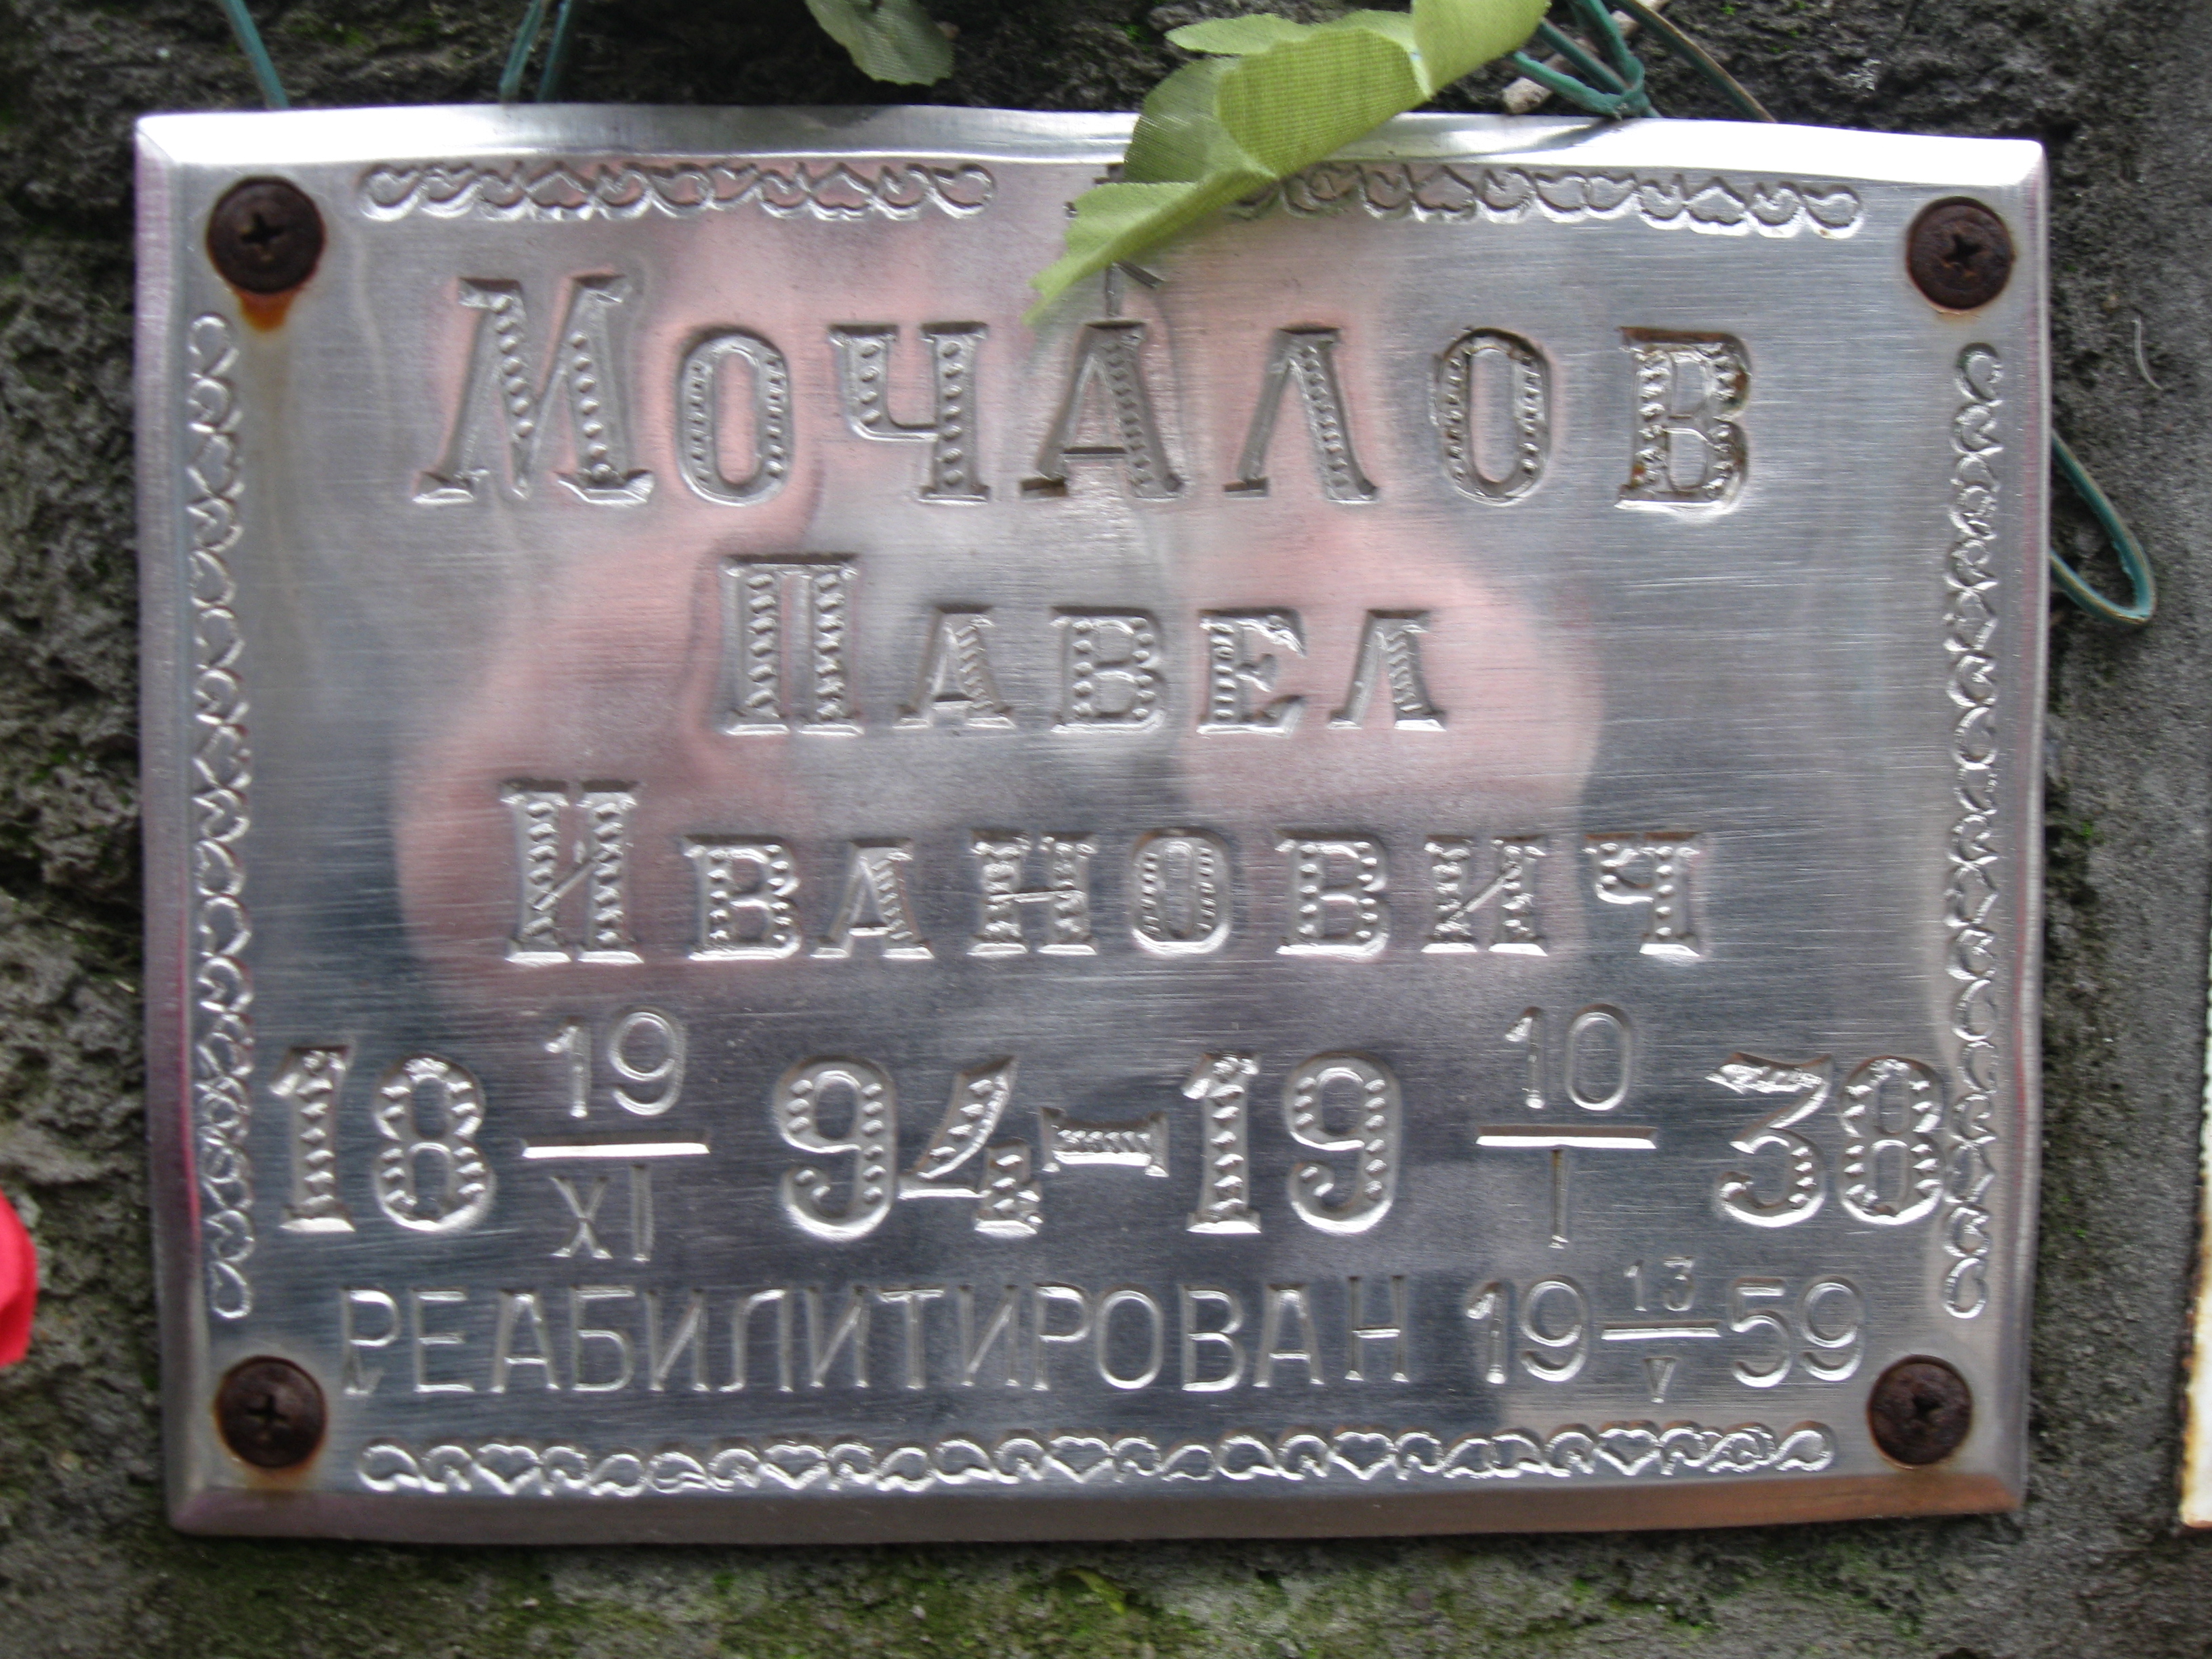 Мочалов
Павел
Иванович
18 19/XI 94-19 10/I 38
РЕАБИЛИТИРОВАН 19 13/V 59